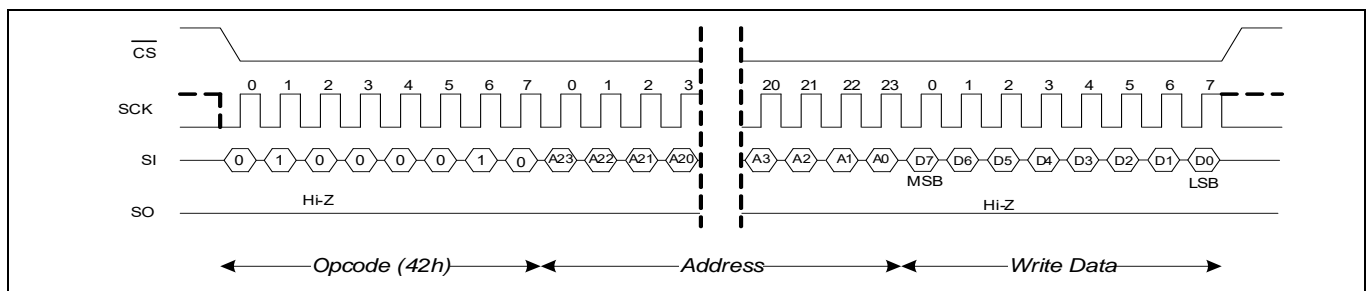 CS
0 1 2 3 4 5 6 7 0 1 2 3 20 21 22 23 0 1 2 3 4 5 6 7
SCK
SI 0 1 0 0 0 0 1 0 A23 A22 A21 A20 A3 A2 A1 A0 D7 D6 D5 D4 D3 D2 D1 D0
MSB LSB
Hi-Z Hi-Z
SO
Opcode (42h) Address Write Data